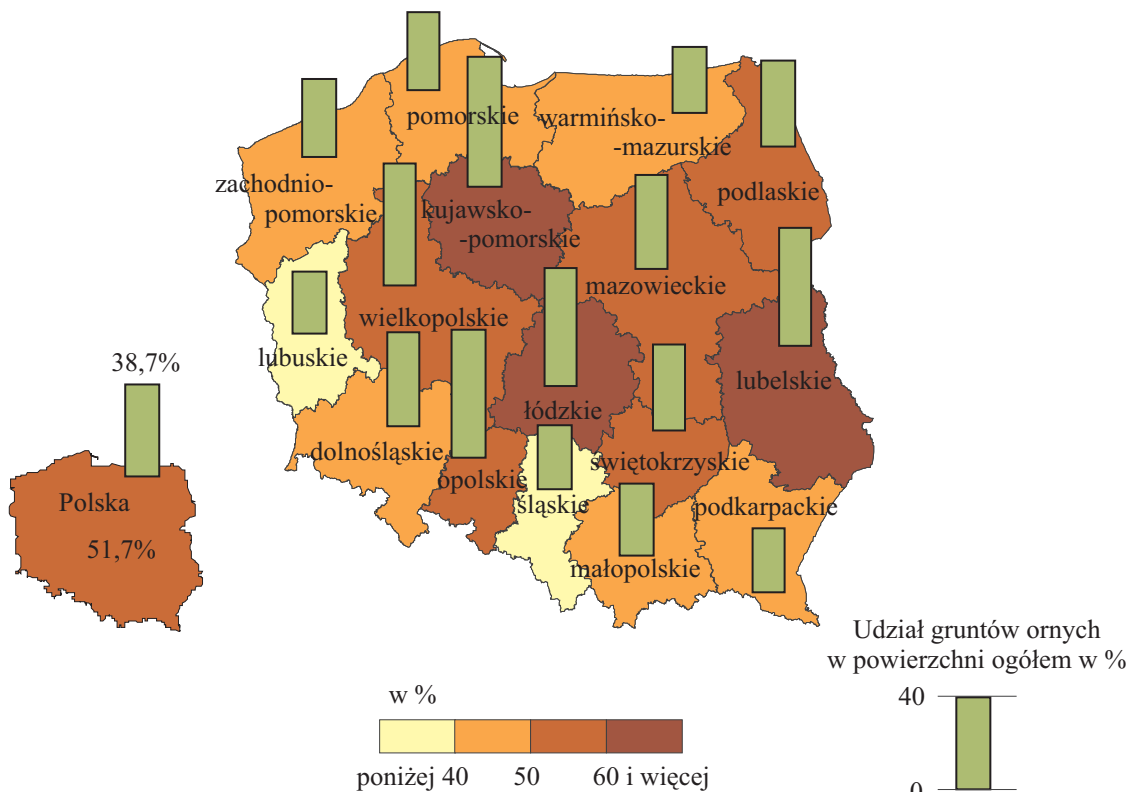 pomorskie
warmińsko-
-mazurskie
zachodnio-
pomorskie
podlaskie
kujawsko-
-pomorskie
mazowieckie
wielkopolskie
lubuskie
łódzkie
lubelskie
dolnośląskie
opolskie
śląskie
świętokrzyskie
podkarpackie
małopolskie
38,7%
Polska
51,7%
w %
poniżej 40 50 60 i więcej
Udział gruntów ornych
w powierzchni ogółem w %
40
0